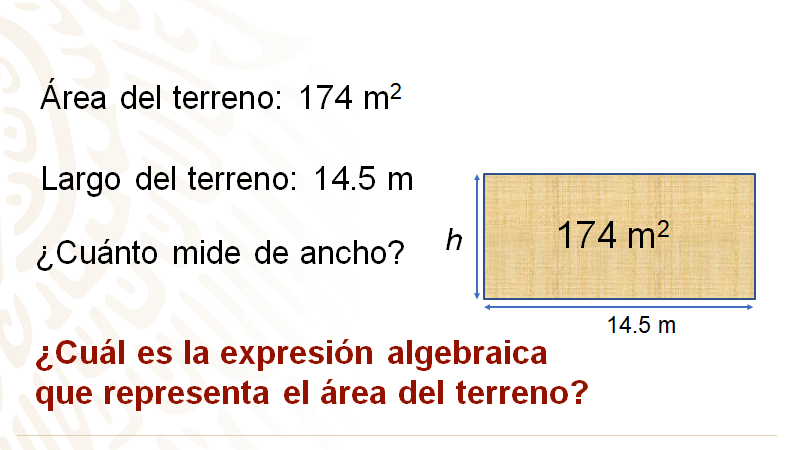 Área del terreno: 174 m²
Largo del terreno: 14.5 m
¿Cuánto mide de ancho?
h
174 m²
14.5 m
¿Cuál es la expresión algebraica
que representa el área del terreno?